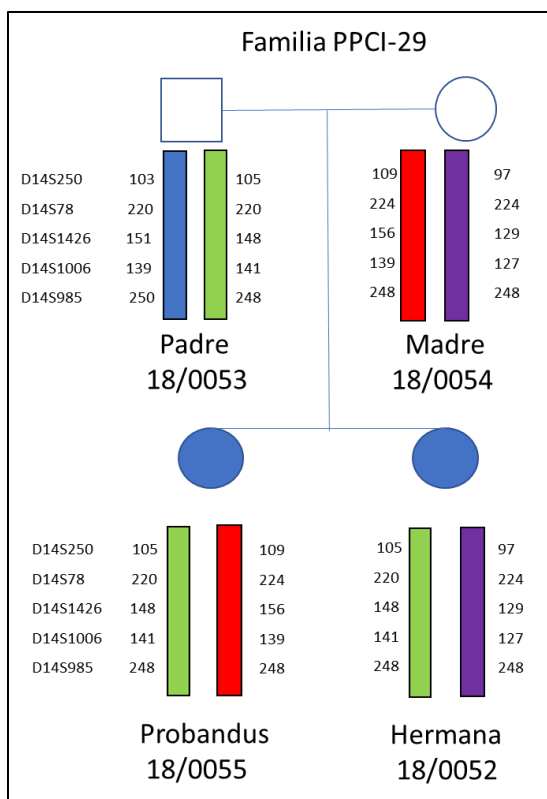 Familia PPCI-29
D14S250 103 105 109 97
D14S78 220 220 224 224
D14S1426 151 148 156 129
D14S1006 139 141 139 127
D14S985 250 248 248 248
Padre Madre
18/0053 18/0054
D14S250 105 109 105 97
D14S78 220 224 220 224
D14S1426 148 156 148 129
D14S1006 141 139 141 127
D14S985 248 248 248 248
Probandus Hermana
18/0055 18/0052